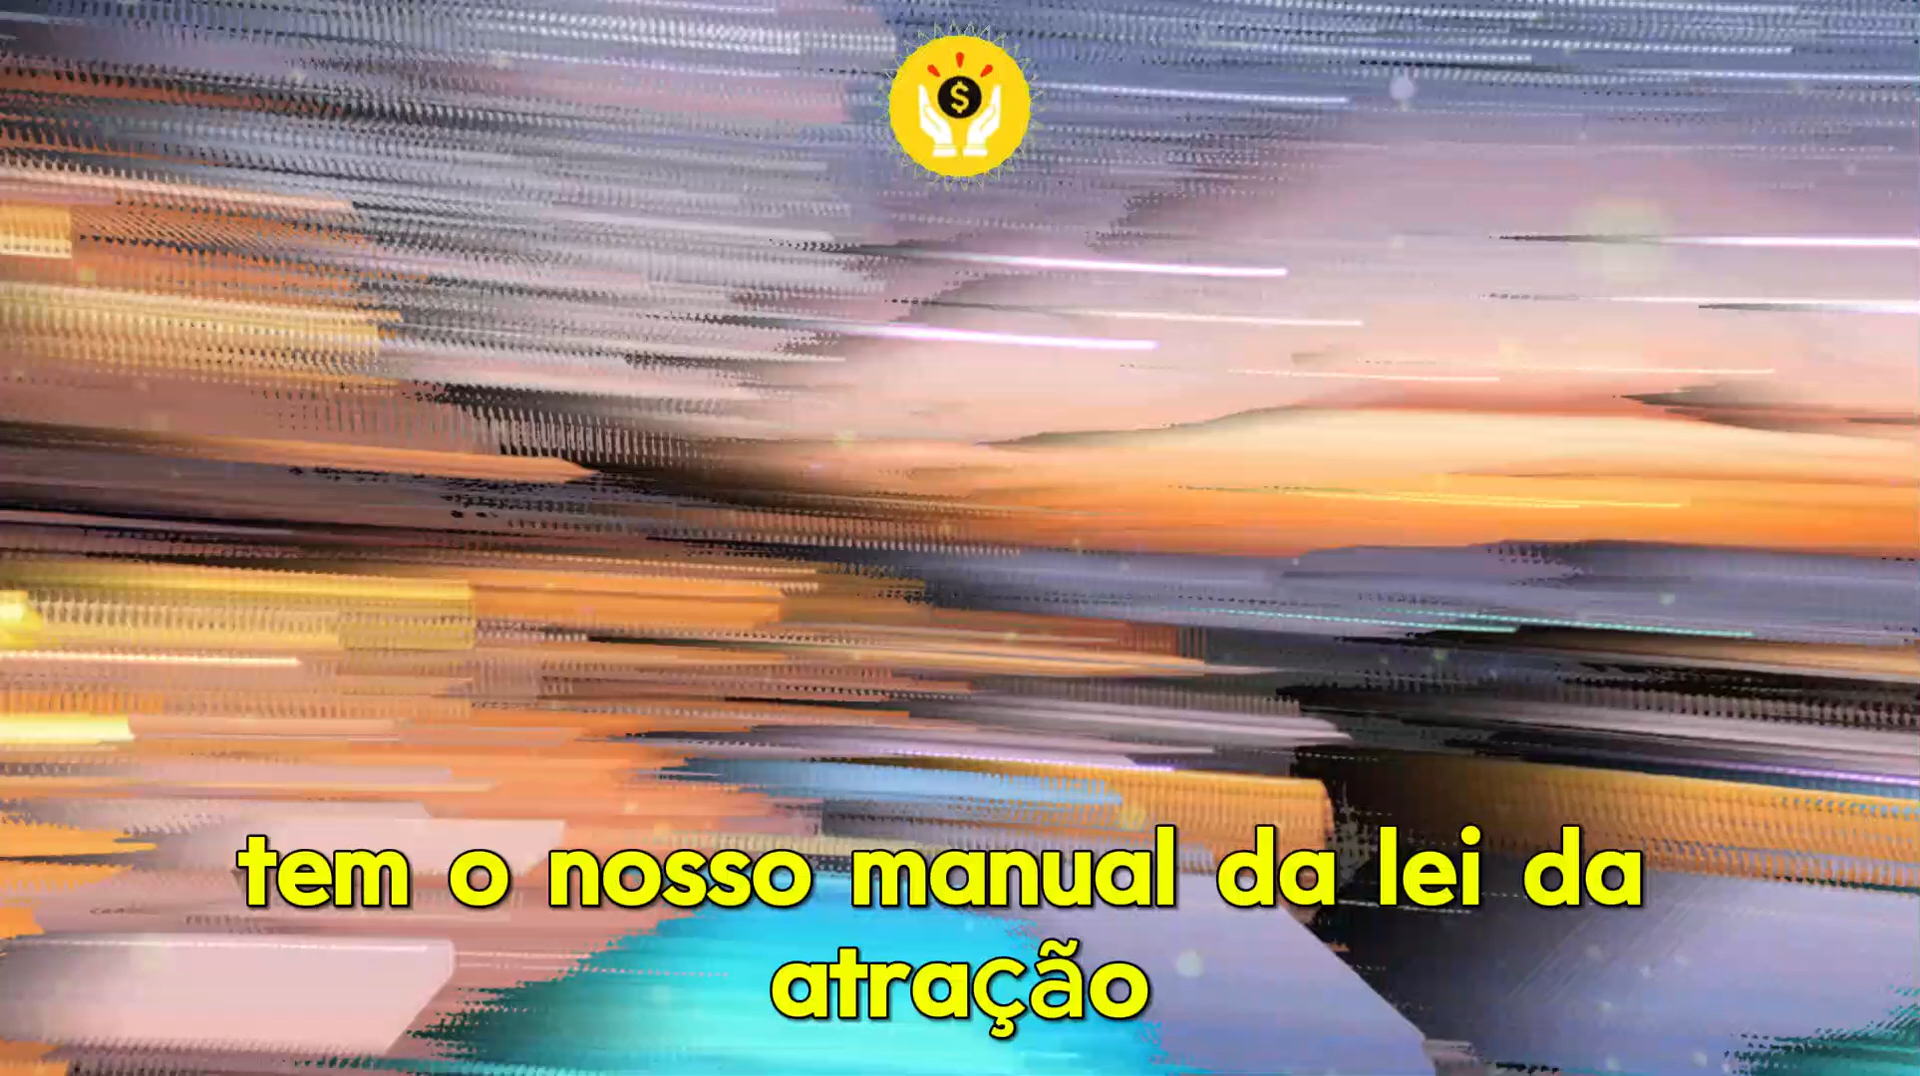 $
tem o nosso manual da lei da
atração